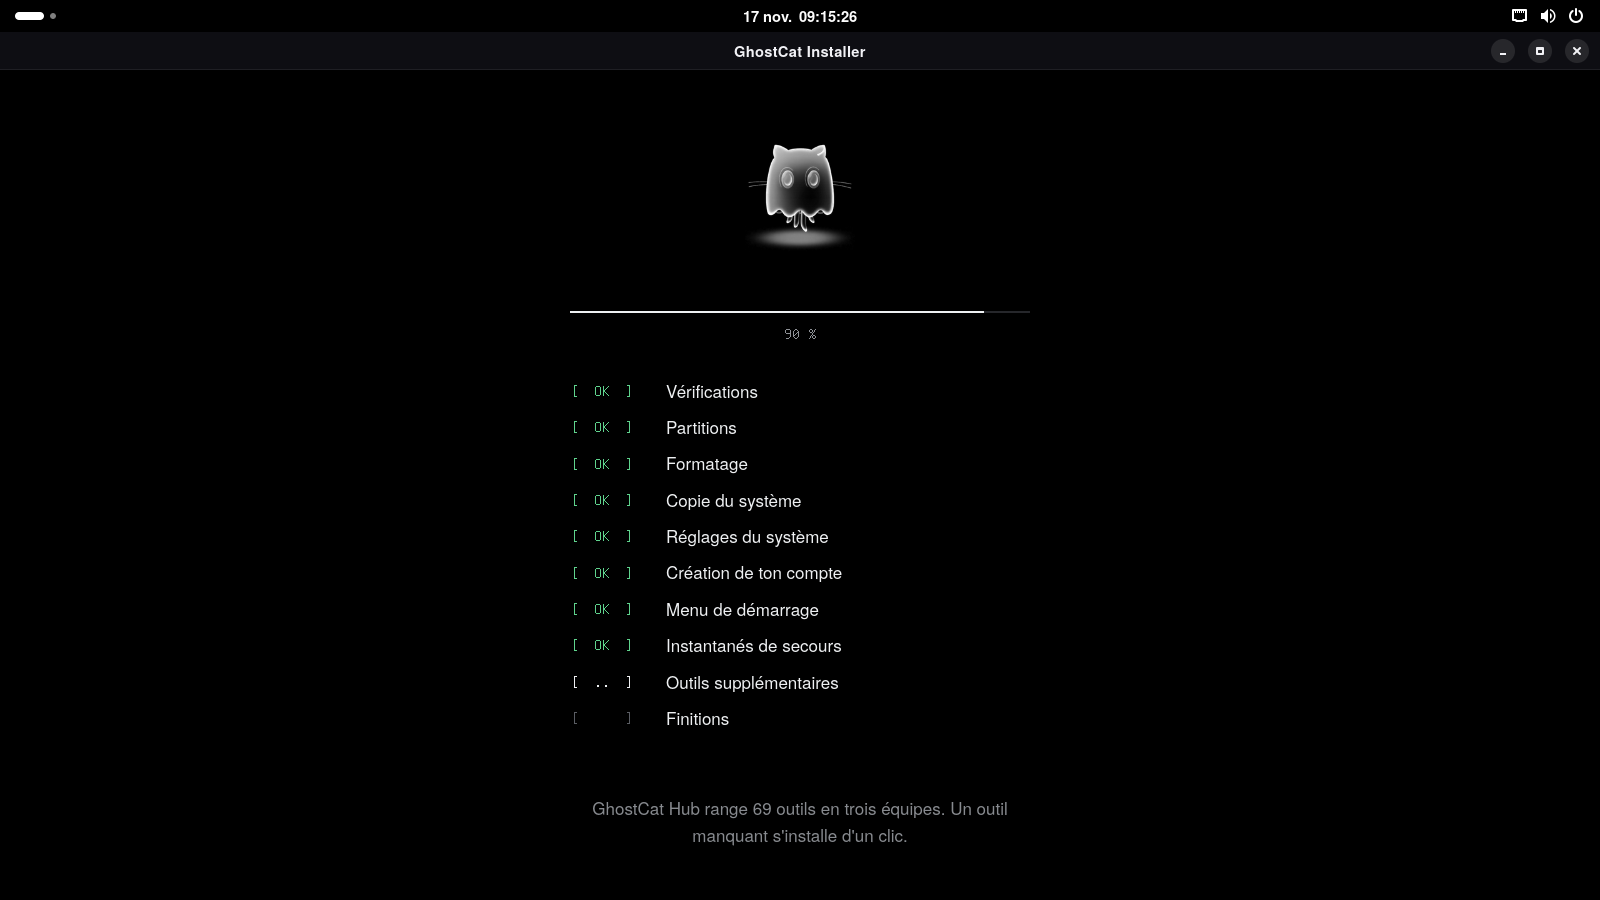 17 nov.  09:15:26
GhostCat Installer
90 %
[ OK ] Vérifications
[ OK ] Partitions
[ OK ] Formatage
[ OK ] Copie du système
[ OK ] Réglages du système
[ OK ] Création de ton compte
[ OK ] Menu de démarrage
[ OK ] Instantanés de secours
[ .. ] Outils supplémentaires
[    ] Finitions
GhostCat Hub range 69 outils en trois équipes. Un outil
manquant s'installe d'un clic.